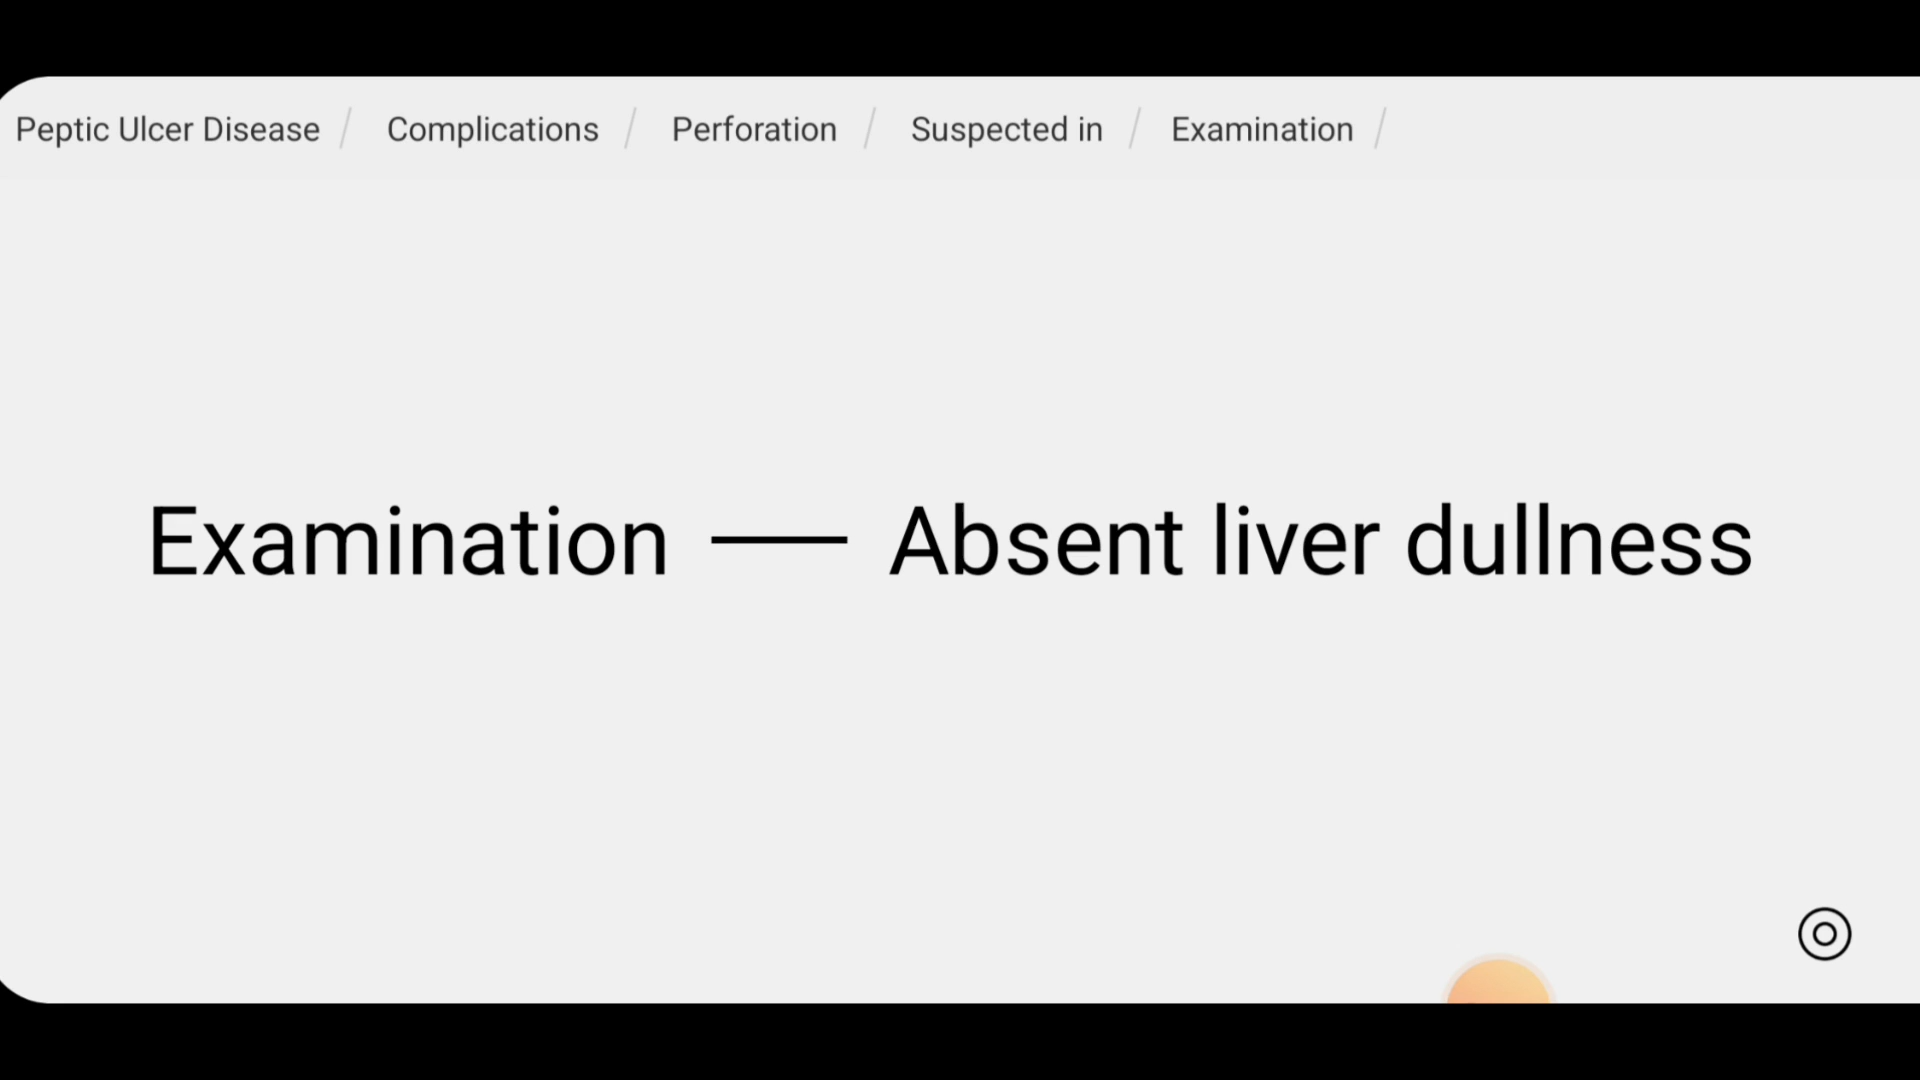 Peptic Ulcer Disease / Complications / Perforation / Suspected in / Examination /
Examination — Absent liver dullness